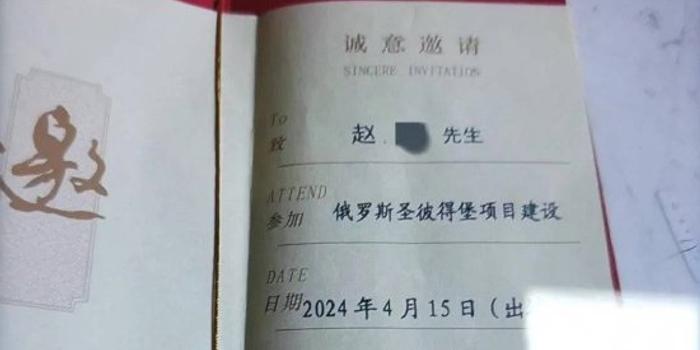 邀
诚意邀请
SINCERE INVITATION
To
致 赵 先生
ATTEND
参加 俄罗斯圣彼得堡项目建设
DATE
日期 2024年4月15日（出